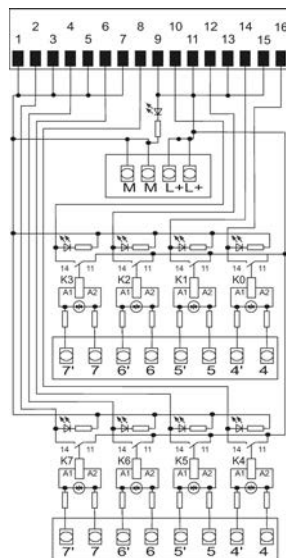 1 2 3 4 5 6 7 8 9 10 11 12 13 14 15 16
M M L+ L+
14 11 14 11 14 11 14 11
K3 K2 K1 K0
A1 A2 A1 A2 A1 A2 A1 A2
7' 7 6' 6 5' 5 4' 4
14 11 14 11 14 11 14 11
K7 K6 K5 K4
A1 A2 A1 A2 A1 A2 A1 A2
7' 7 6' 6 5' 5 4' 4